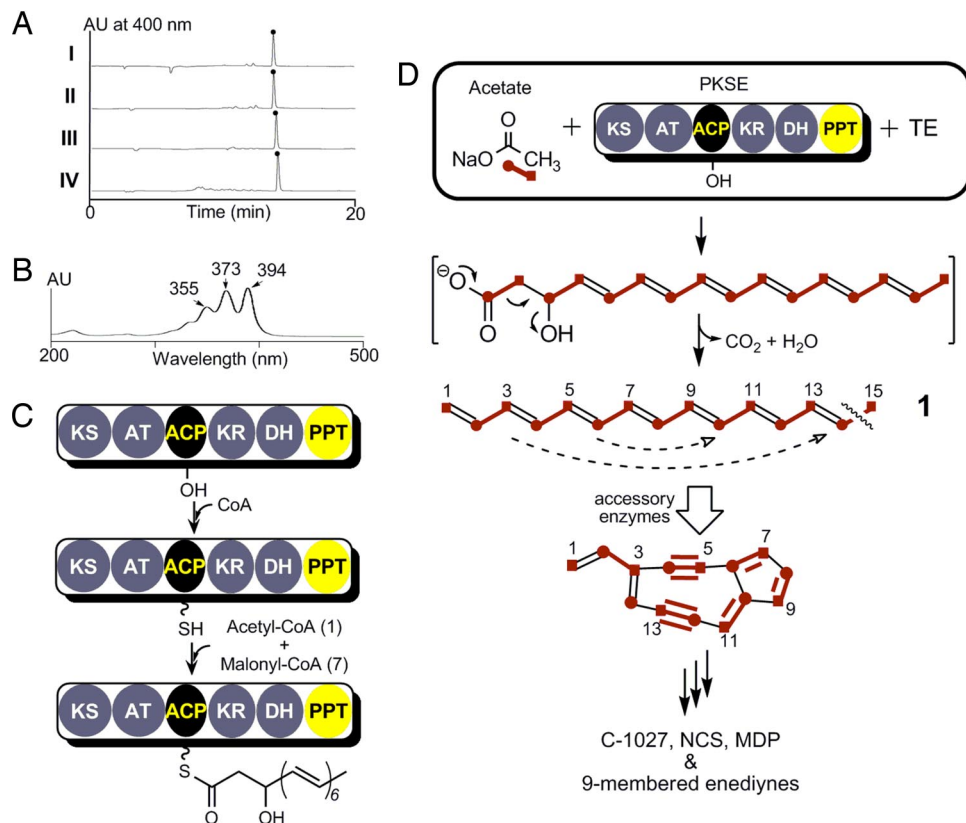 A
AU at 400 nm
I
II
III
IV
0
Time (min)
20
B
AU
355
373
394
200
Wavelength (nm)
500
C
KS AT ACP KR DH PPT
OH
CoA
KS AT ACP KR DH PPT
SH
Acetyl-CoA (1)
+
Malonyl-CoA (7)
KS AT ACP KR DH PPT
S
O
OH
6
D
Acetate
PKSE
O
NaO
CH3
+
KS AT ACP KR DH PPT
+ TE
OH
⊖
O
O
OH
CO2 + H2O
1 3 5 7 9 11 13 15
1
accessory
enzymes
1 3 5 7
9
13 11
C-1027, NCS, MDP
&
9-membered enediynes